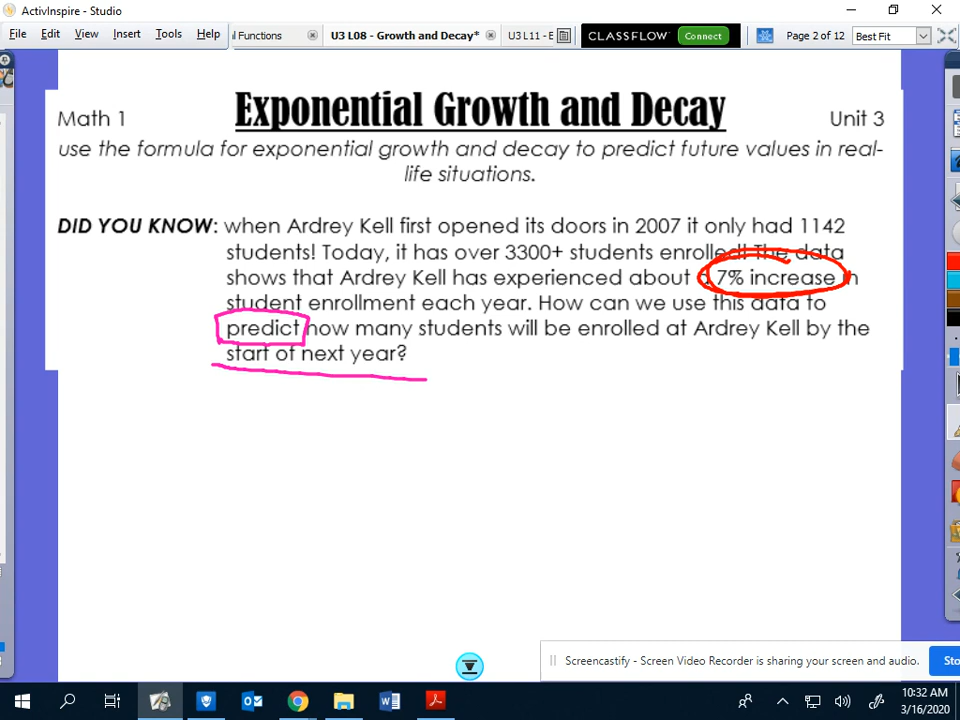 ActivInspire - Studio
File Edit View Insert Tools Help
l Functions U3 L08 - Growth and Decay* U3 L11 - E CLASSFLOW Connect Page 2 of 12 Best Fit
Exponential Growth and Decay
Math 1 Unit 3
use the formula for exponential growth and decay to predict future values in real-
life situations.
DID YOU KNOW: when Ardrey Kell first opened its doors in 2007 it only had 1142
students! Today, it has over 3300+ students enrolled! The data
shows that Ardrey Kell has experienced about a 7% increase in
student enrollment each year. How can we use this data to
predict how many students will be enrolled at Ardrey Kell by the
start of next year?
Screencastify - Screen Video Recorder is sharing your screen and audio. Sto
10:32 AM
3/16/2020